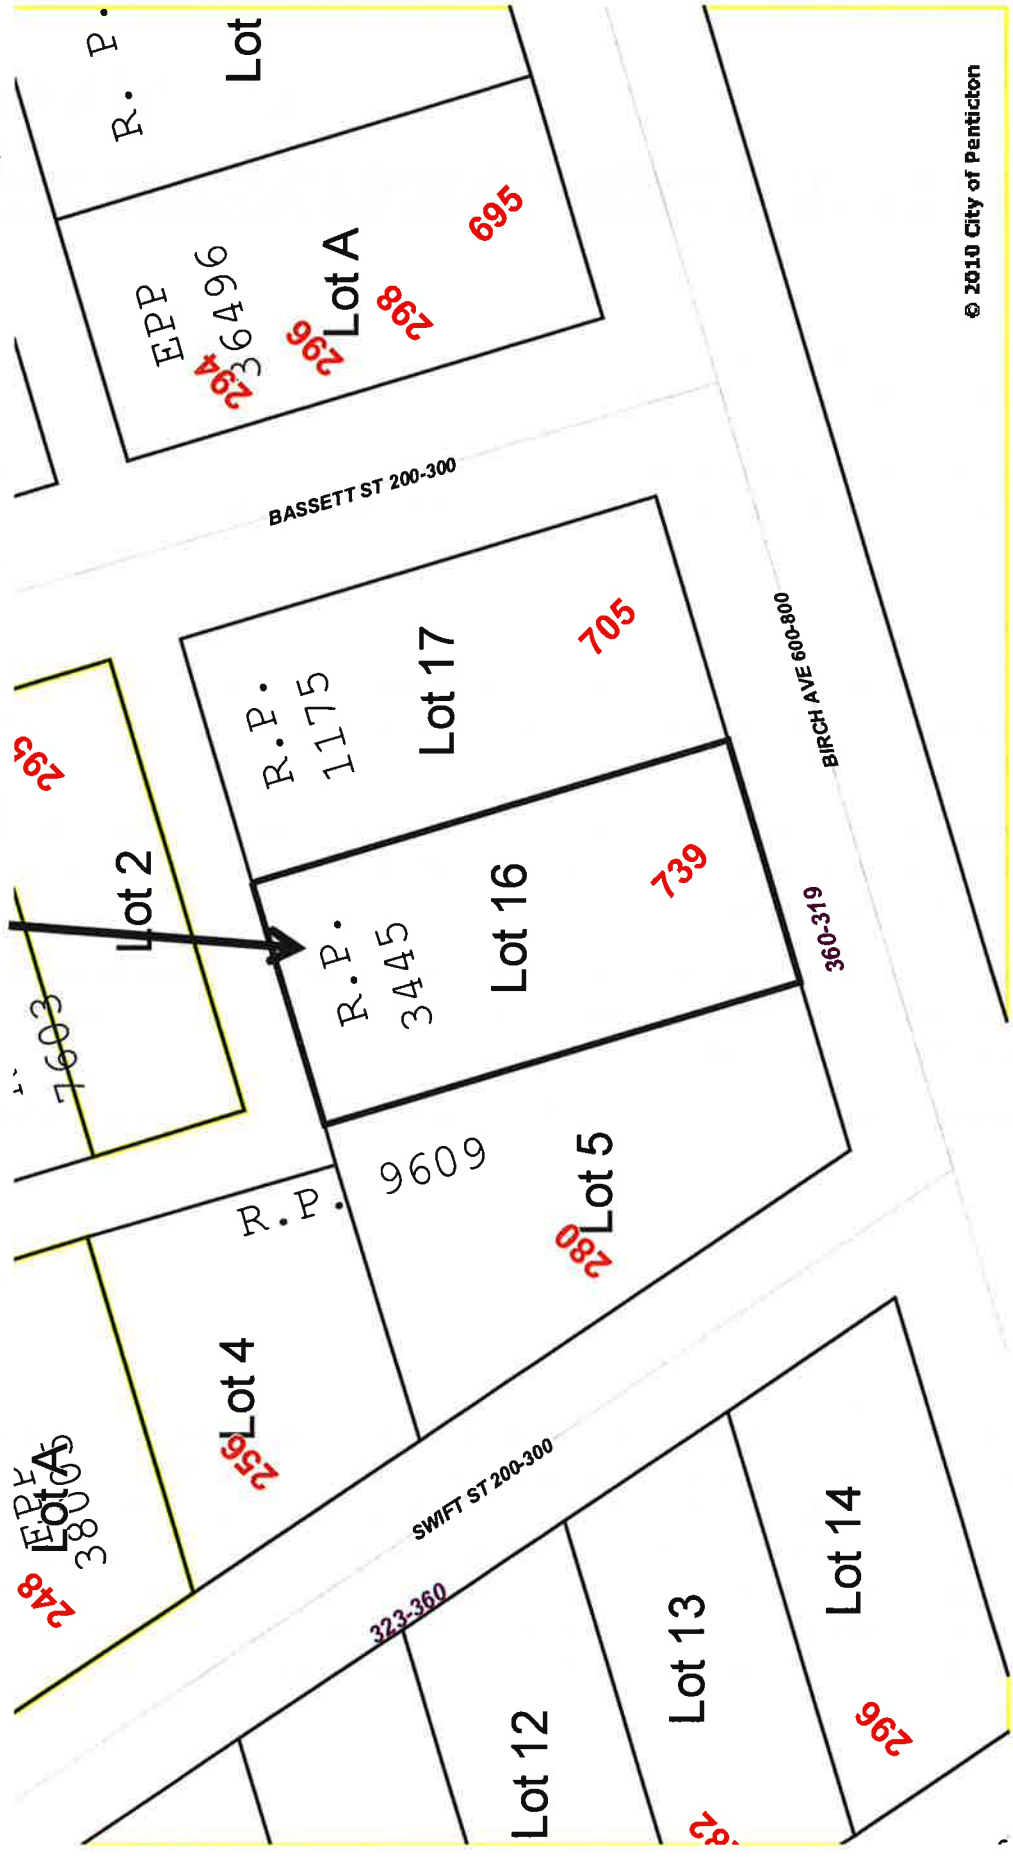 248
Lot A
EPP
256
Lot 4
R.P.
9609
280
Lot 5
7603
Lot 2
295
R.P.
3445
Lot 16
739
R.P.
1175
Lot 17
705
BASSETT ST 200-300
EPP
36496
294
296
Lot A
298
695
R. P.
Lot
SWIFT ST 200-300
323-360
BIRCH AVE 600-800
360-319
Lot 12
Lot 13
Lot 14
296
© 2010 City of Penticton